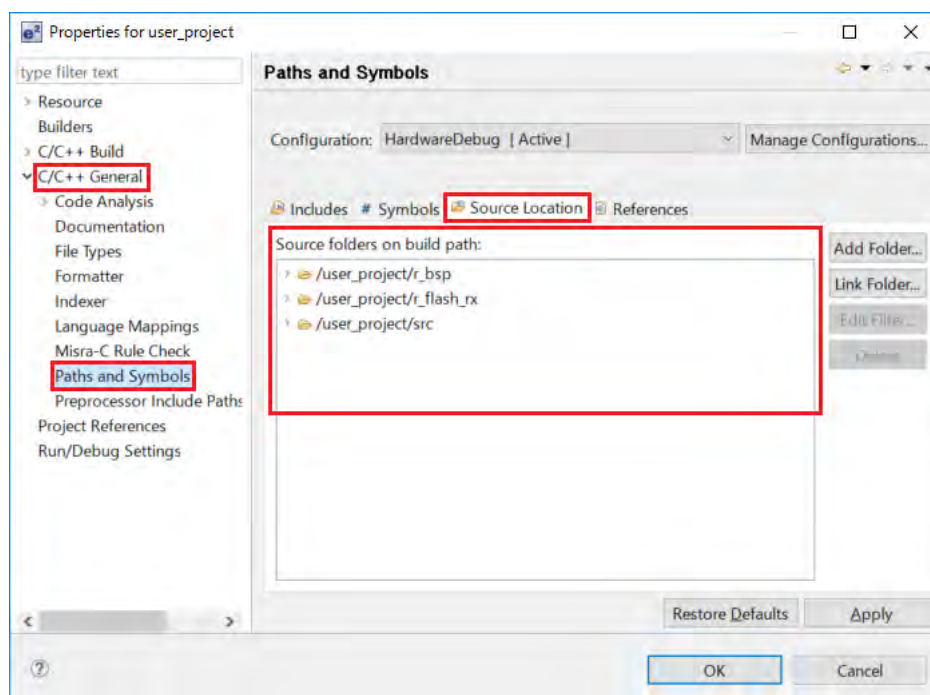 e² Properties for user_project
type filter text
Resource
Builders
C/C++ Build
C/C++ General
Code Analysis
Documentation
File Types
Formatter
Indexer
Language Mappings
Misra-C Rule Check
Paths and Symbols
Preprocessor Include Paths
Project References
Run/Debug Settings
Paths and Symbols
Configuration: HardwareDebug [ Active ] Manage Configurations...
Includes # Symbols Source Location References
Source folders on build path:
/user_project/r_bsp
/user_project/r_flash_rx
/user_project/src
Add Folder...
Link Folder...
Edit Filter...
Delete
Restore Defaults Apply
? OK Cancel